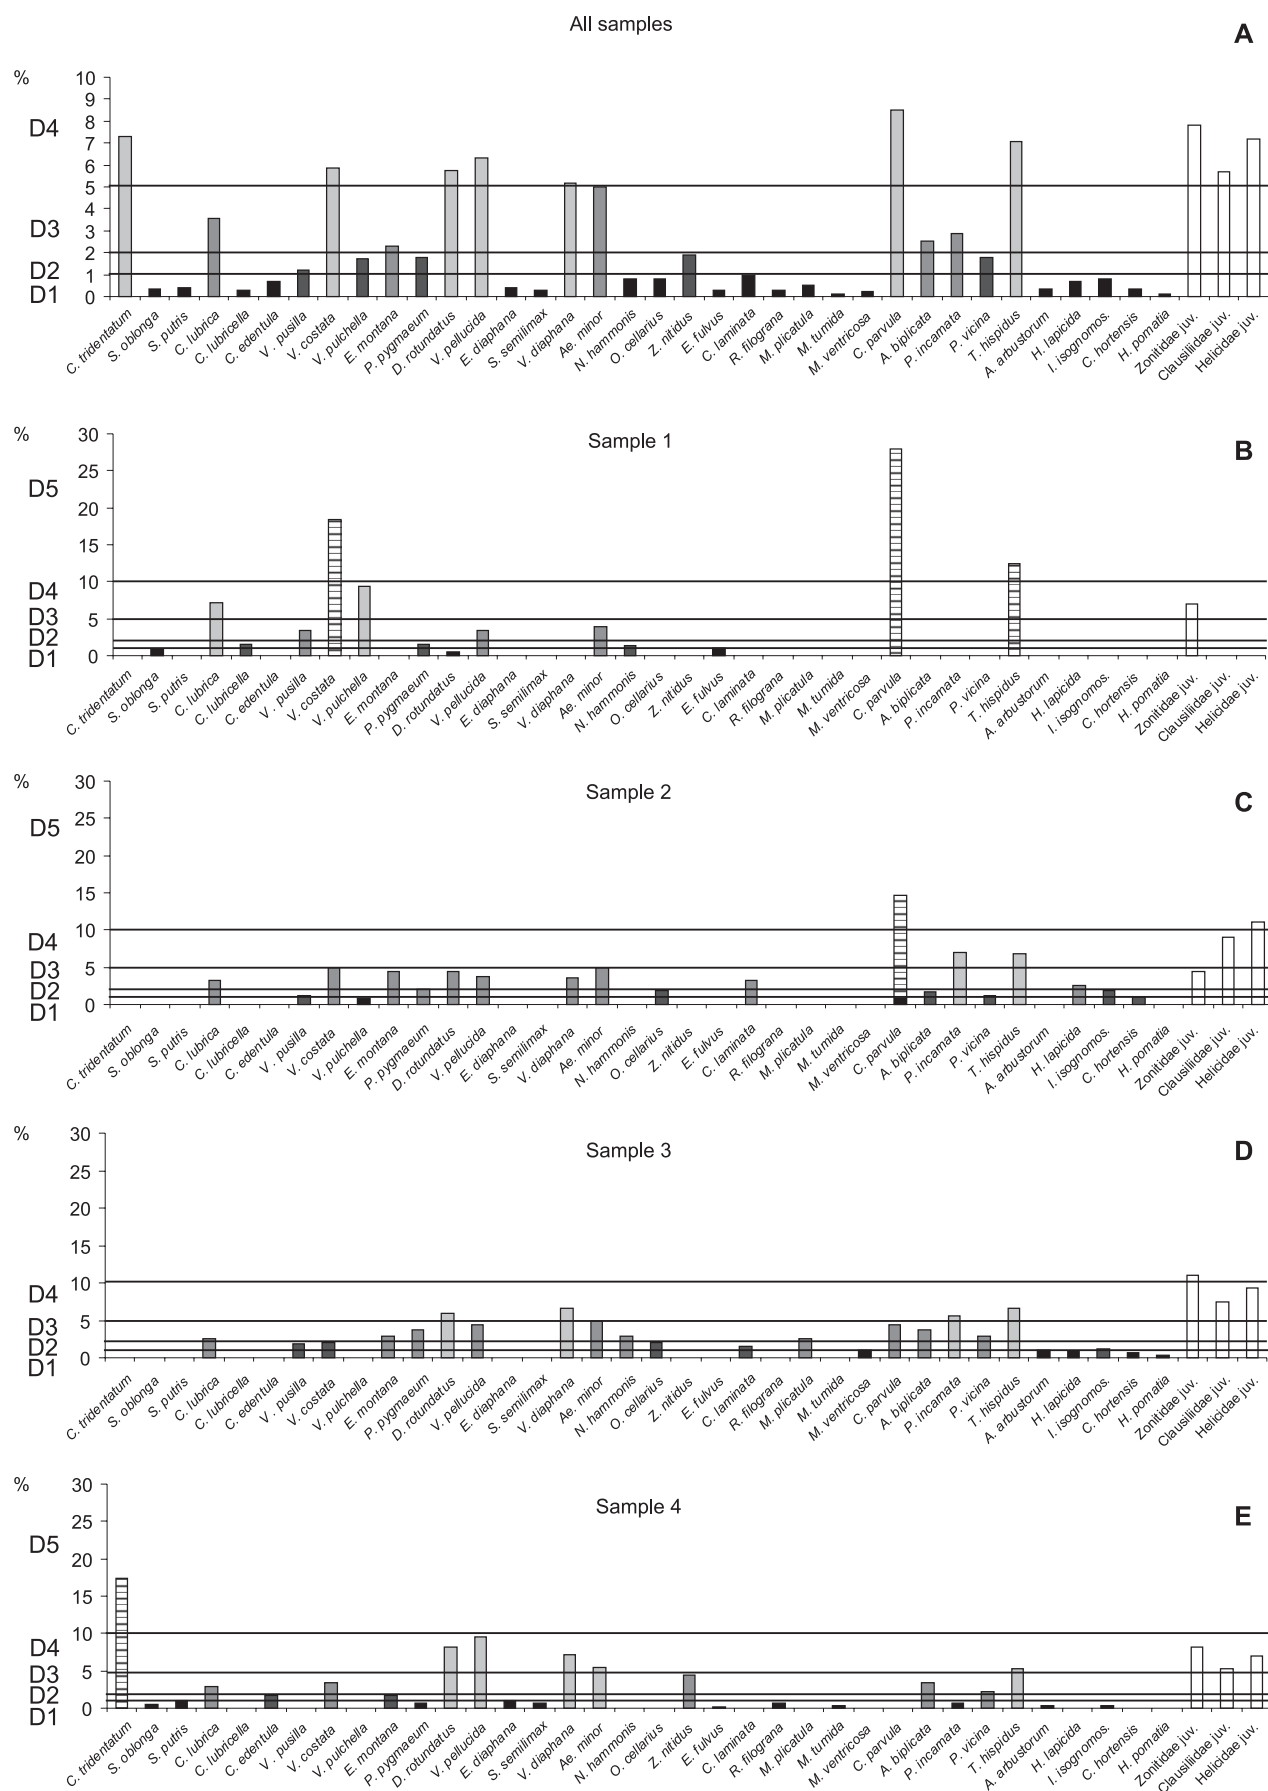 All samples
A
%
10
9
8
7
6
5
4
3
2
1
0
D4
D3
D2
D1
C. tridentatum
S. oblonga
S. putris
C. lubrica
C. lubricella
C. edentula
V. pusilla
V. costata
V. pulchella
E. montana
P. pygmaeum
D. rotundatus
V. pellucida
E. diaphana
S. semilimax
V. diaphana
Ae. minor
N. hammonis
O. cellarius
Z. nitidus
E. fulvus
C. laminata
R. filograna
M. plicatula
M. tumida
M. ventricosa
C. parvula
A. biplicata
P. incarnata
P. vicina
T. hispidus
A. arbustorum
H. lapicida
I. isognomos.
C. hortensis
H. pomatia
Zonitidae juv.
Clausiliidae juv.
Helicidae juv.
Sample 1
B
%
30
25
20
15
10
5
0
D5
D4
D3
D2
D1
C. tridentatum
S. oblonga
S. putris
C. lubrica
C. lubricella
C. edentula
V. pusilla
V. costata
V. pulchella
E. montana
P. pygmaeum
D. rotundatus
V. pellucida
E. diaphana
S. semilimax
V. diaphana
Ae. minor
N. hammonis
O. cellarius
Z. nitidus
E. fulvus
C. laminata
R. filograna
M. plicatula
M. tumida
M. ventricosa
C. parvula
A. biplicata
P. incarnata
P. vicina
T. hispidus
A. arbustorum
H. lapicida
I. isognomos.
C. hortensis
H. pomatia
Zonitidae juv.
Clausiliidae juv.
Helicidae juv.
Sample 2
C
%
30
25
20
15
10
5
0
D5
D4
D3
D2
D1
C. tridentatum
S. oblonga
S. putris
C. lubrica
C. lubricella
C. edentula
V. pusilla
V. costata
V. pulchella
E. montana
P. pygmaeum
D. rotundatus
V. pellucida
E. diaphana
S. semilimax
V. diaphana
Ae. minor
N. hammonis
O. cellarius
Z. nitidus
E. fulvus
C. laminata
R. filograna
M. plicatula
M. tumida
M. ventricosa
C. parvula
A. biplicata
P. incarnata
P. vicina
T. hispidus
A. arbustorum
H. lapicida
I. isognomos.
C. hortensis
H. pomatia
Zonitidae juv.
Clausiliidae juv.
Helicidae juv.
Sample 3
D
%
30
25
20
15
10
5
0
D4
D3
D2
D1
C. tridentatum
S. oblonga
S. putris
C. lubrica
C. lubricella
C. edentula
V. pusilla
V. costata
V. pulchella
E. montana
P. pygmaeum
D. rotundatus
V. pellucida
E. diaphana
S. semilimax
V. diaphana
Ae. minor
N. hammonis
O. cellarius
Z. nitidus
E. fulvus
C. laminata
R. filograna
M. plicatula
M. tumida
M. ventricosa
C. parvula
A. biplicata
P. incarnata
P. vicina
T. hispidus
A. arbustorum
H. lapicida
I. isognomos.
C. hortensis
H. pomatia
Zonitidae juv.
Clausiliidae juv.
Helicidae juv.
Sample 4
E
%
30
25
20
15
10
5
0
D5
D4
D3
D2
D1
C. tridentatum
S. oblonga
S. putris
C. lubrica
C. lubricella
C. edentula
V. pusilla
V. costata
V. pulchella
E. montana
P. pygmaeum
D. rotundatus
V. pellucida
E. diaphana
S. semilimax
V. diaphana
Ae. minor
N. hammonis
O. cellarius
Z. nitidus
E. fulvus
C. laminata
R. filograna
M. plicatula
M. tumida
M. ventricosa
C. parvula
A. biplicata
P. incarnata
P. vicina
T. hispidus
A. arbustorum
H. lapicida
I. isognomos.
C. hortensis
H. pomatia
Zonitidae juv.
Clausiliidae juv.
Helicidae juv.